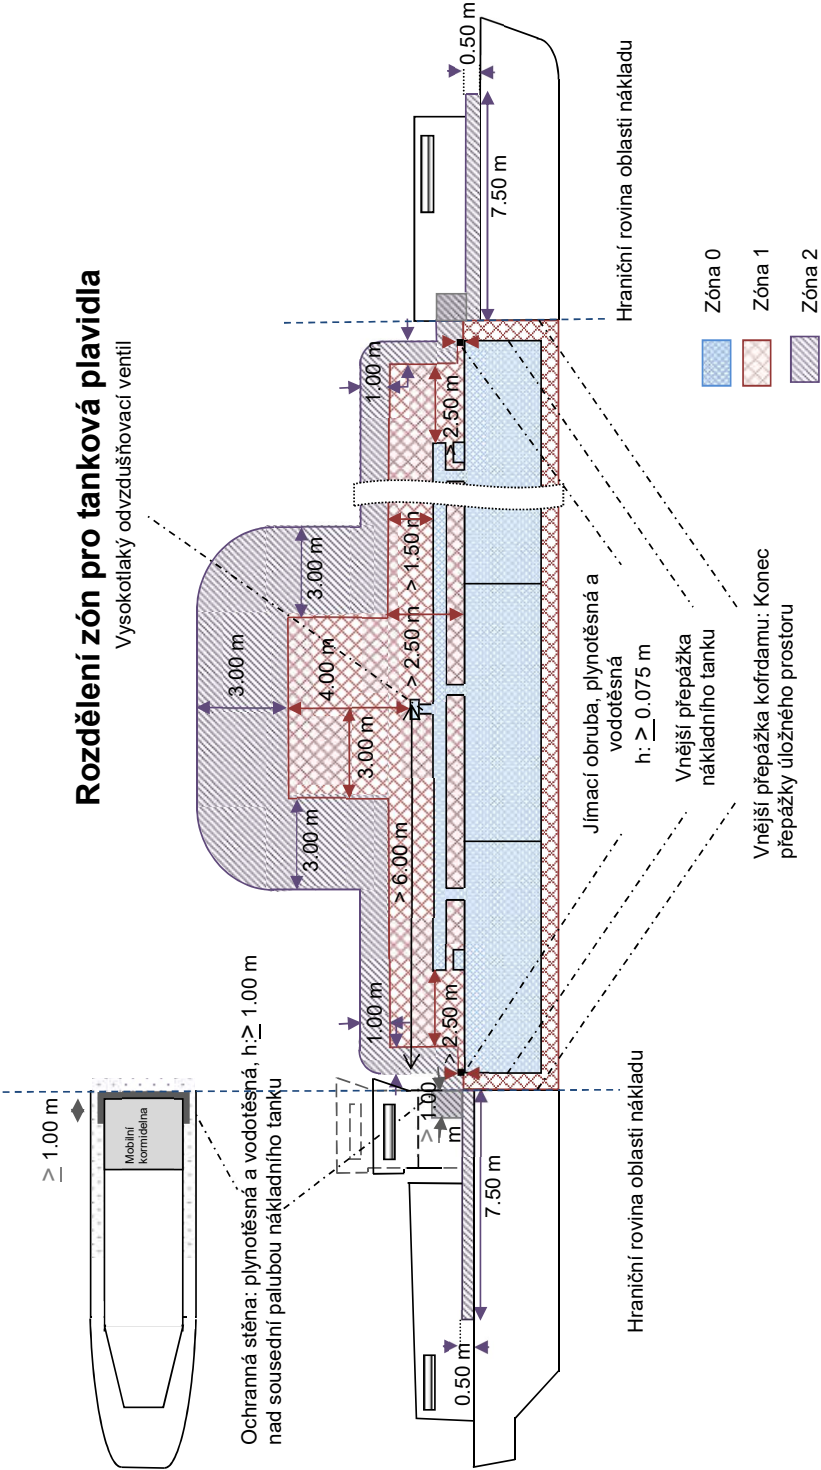 Rozdělení zón pro tanková plavidla
Vysokotlaký odvzdušňovací ventil
> 1.00 m
Mobilní
kormidelna
Ochranná stěna: plynotěsná a vodotěsná, h:> 1.00 m
nad sousední palubou nákladního tanku
3.00 m
3.00 m
4.00 m
3.00 m
3.00 m
1.00 m
> 6.00 m
> 2.50 m
> 1.50 m
1.00 m
> 2.50 m
> 2.50 m
> 1.00
m
0.50 m
7.50 m
0.50 m
7.50 m
Jímací obruba, plynotěsná a
vodotěsná
h: > 0.075 m
Vnější přepážka
nákladního tanku
Vnější přepážka kofrdamu: Konec
přepážky úložného prostoru
Hraniční rovina oblasti nákladu
Hraniční rovina oblasti nákladu
Zóna 0
Zóna 1
Zóna 2